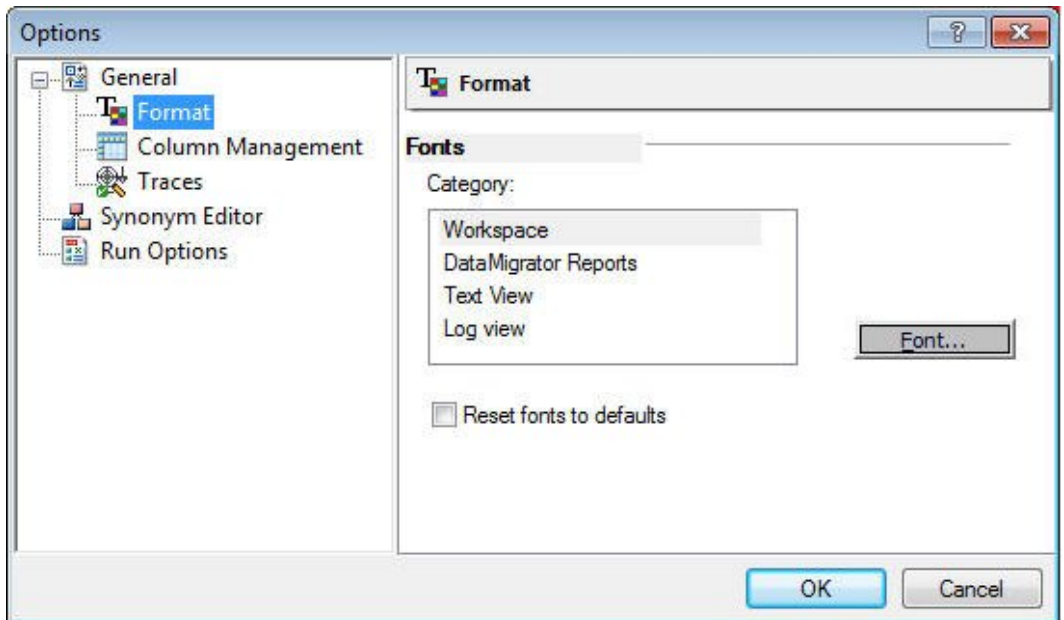 Options
General
Format
Column Management
Traces
Synonym Editor
Run Options
Format
Fonts
Category:
Workspace
DataMigrator Reports
Text View
Log view
Font...
Reset fonts to defaults
OK
Cancel